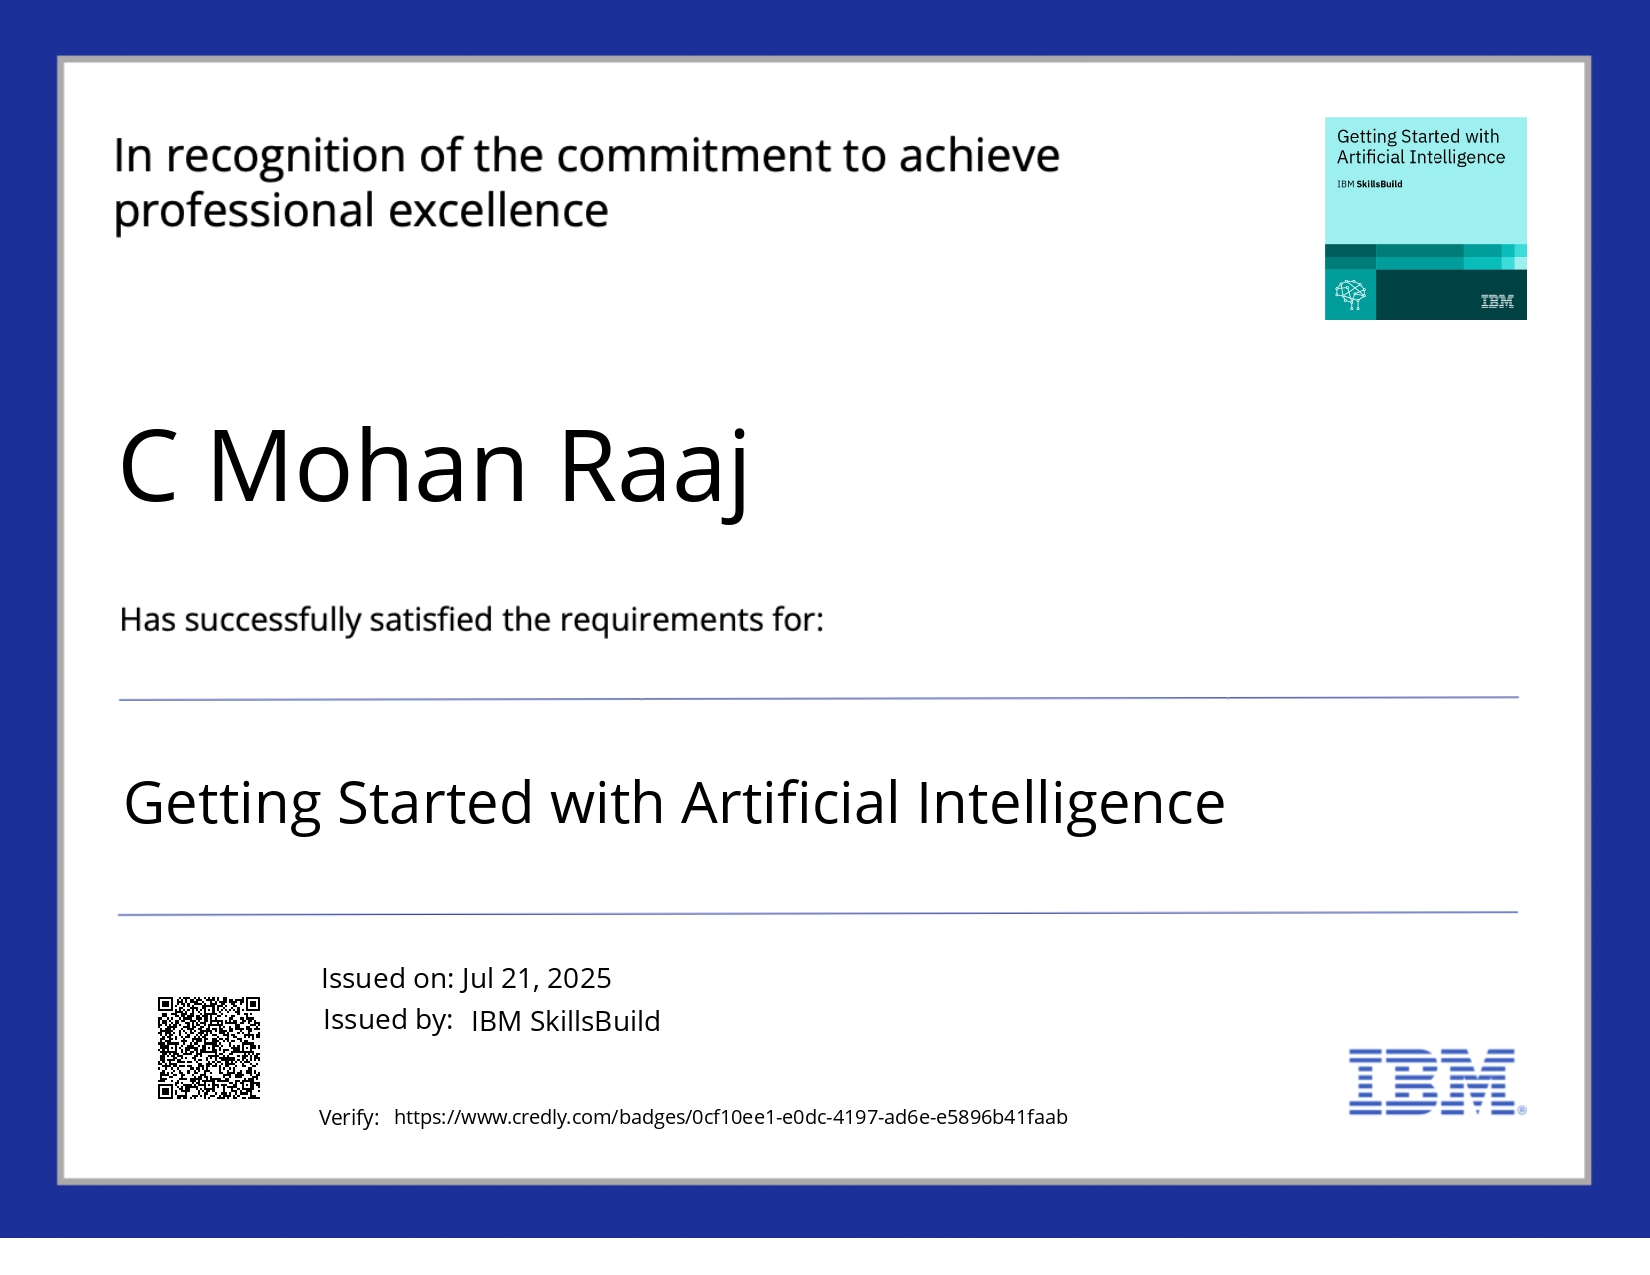 In recognition of the commitment to achieve
professional excellence
Getting Started with
Artificial Intelligence
IBM SkillsBuild
IBM
C Mohan Raaj
Has successfully satisfied the requirements for:
Getting Started with Artificial Intelligence
Issued on: Jul 21, 2025
Issued by: IBM SkillsBuild
Verify: https://www.credly.com/badges/0cf10ee1-e0dc-4197-ad6e-e5896b41faab
IBM®